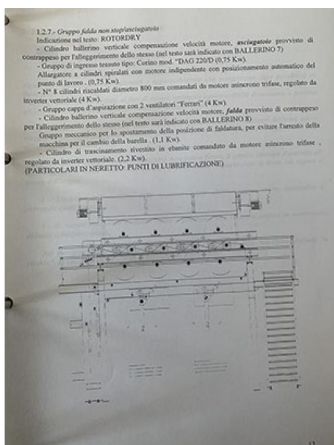 1.2.7.- Gruppo falda non stop/asciugatoio :
Indicazione nel testo: ROTORDRY
- Cilindro ballerino verticale compensazione velocità motore, asciugatoio provvisto di
contrappeso per l'alleggerimento dello stesso (nel testo sarà indicato con BALLERINO 7)
- Gruppo di ingresso tessuto tipo: Corino mod. "DAG 220/D (0,75 Kw).
Allargatore a cilindri spiralati con motore indipendente con posizionamento automatico del
punto di lavoro . (0,75 Kw).
- N° 8 cilindri riscaldati diametro 800 mm comandati da motore asincrono trifase, regolato da
inverter vettoriale (4 Kw).
- Gruppo cappa d'aspirazione con 2 ventilatori "Ferrari" (4 Kw)
- Cilindro ballerino verticale compensazione velocità motore, falda provvisto di contrappeso
per l'alleggerimento dello stesso (nel testo sarà indicato con BALLERINO 8)
Gruppo meccanico per lo spostamento della posizione di faldatura, per evitare l'arresto della
macchina per il cambio della barella . (1,1 Kw).
- Cilindro di trascinamento rivestito in ebanite comandato da motore asincrono trifase ,
regolato da inverter vettoriale. (2,2 Kw).
(PARTICOLARI IN NERETTO: PUNTI DI LUBRIFICAZIONE)